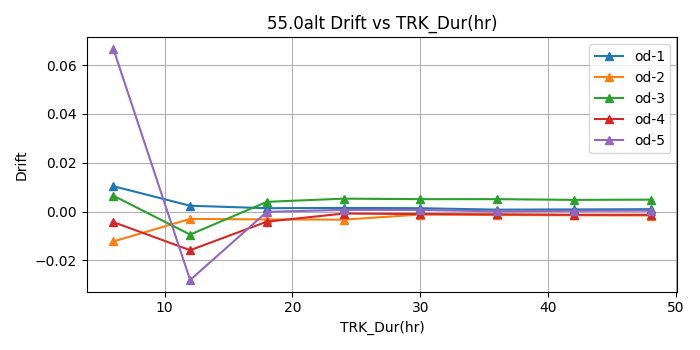 55.0alt Drift vs TRK_Dur(hr)
Drift
0.06
0.04
0.02
0.00
−0.02
10
20
30
40
50
TRK_Dur(hr)
od-1
od-2
od-3
od-4
od-5